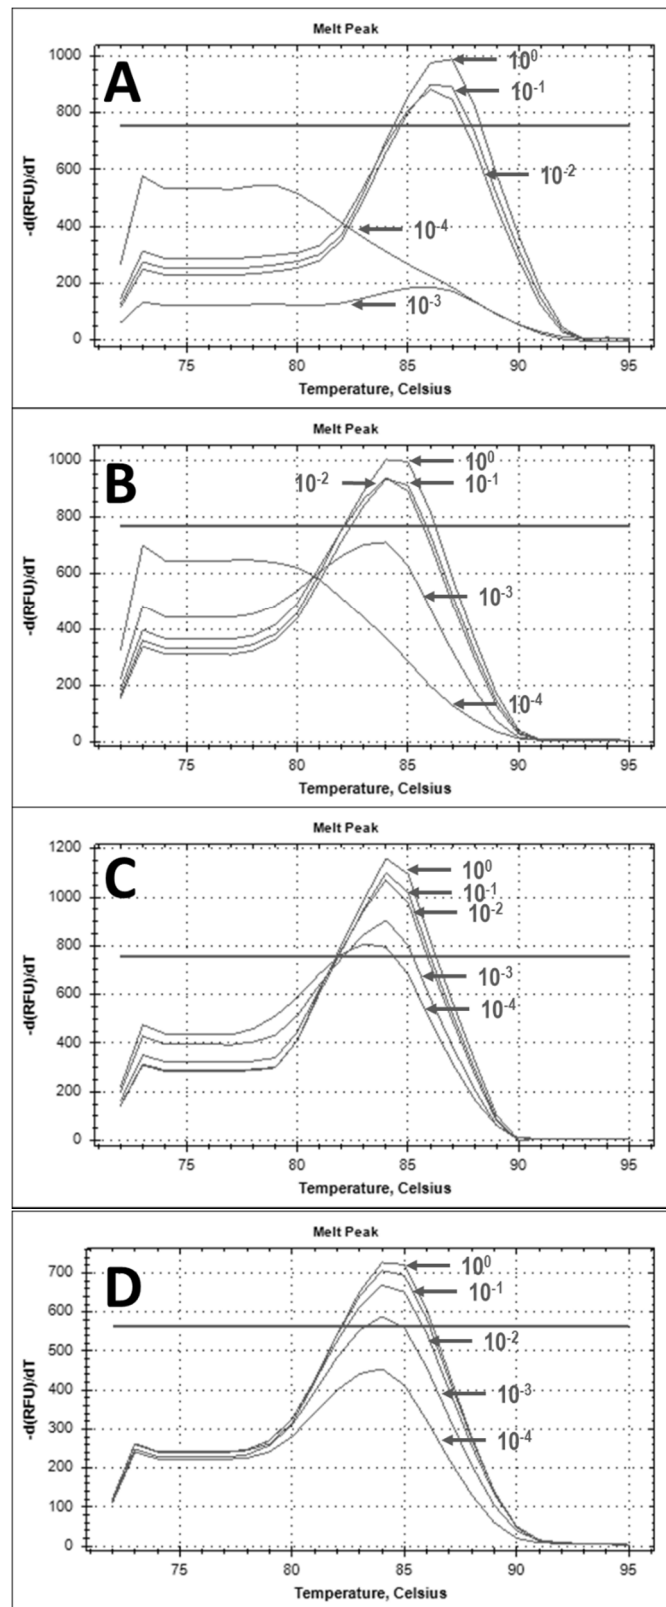 Melt Peak
A
1000
800
600
400
200
0
-d(RFU)/dT
10⁰
10⁻¹
10⁻²
10⁻⁴
10⁻³
75 80 85 90 95
Temperature, Celsius
Melt Peak
B
1000
800
600
400
200
0
-d(RFU)/dT
10⁰
10⁻² 10⁻¹
10⁻³
10⁻⁴
75 80 85 90 95
Temperature, Celsius
Melt Peak
C
1200
1000
800
600
400
200
0
-d(RFU)/dT
10⁰
10⁻¹
10⁻²
10⁻³
10⁻⁴
75 80 85 90 95
Temperature, Celsius
Melt Peak
D
700
600
500
400
300
200
100
0
-d(RFU)/dT
10⁰
10⁻¹
10⁻²
10⁻³
10⁻⁴
75 80 85 90 95
Temperature, Celsius